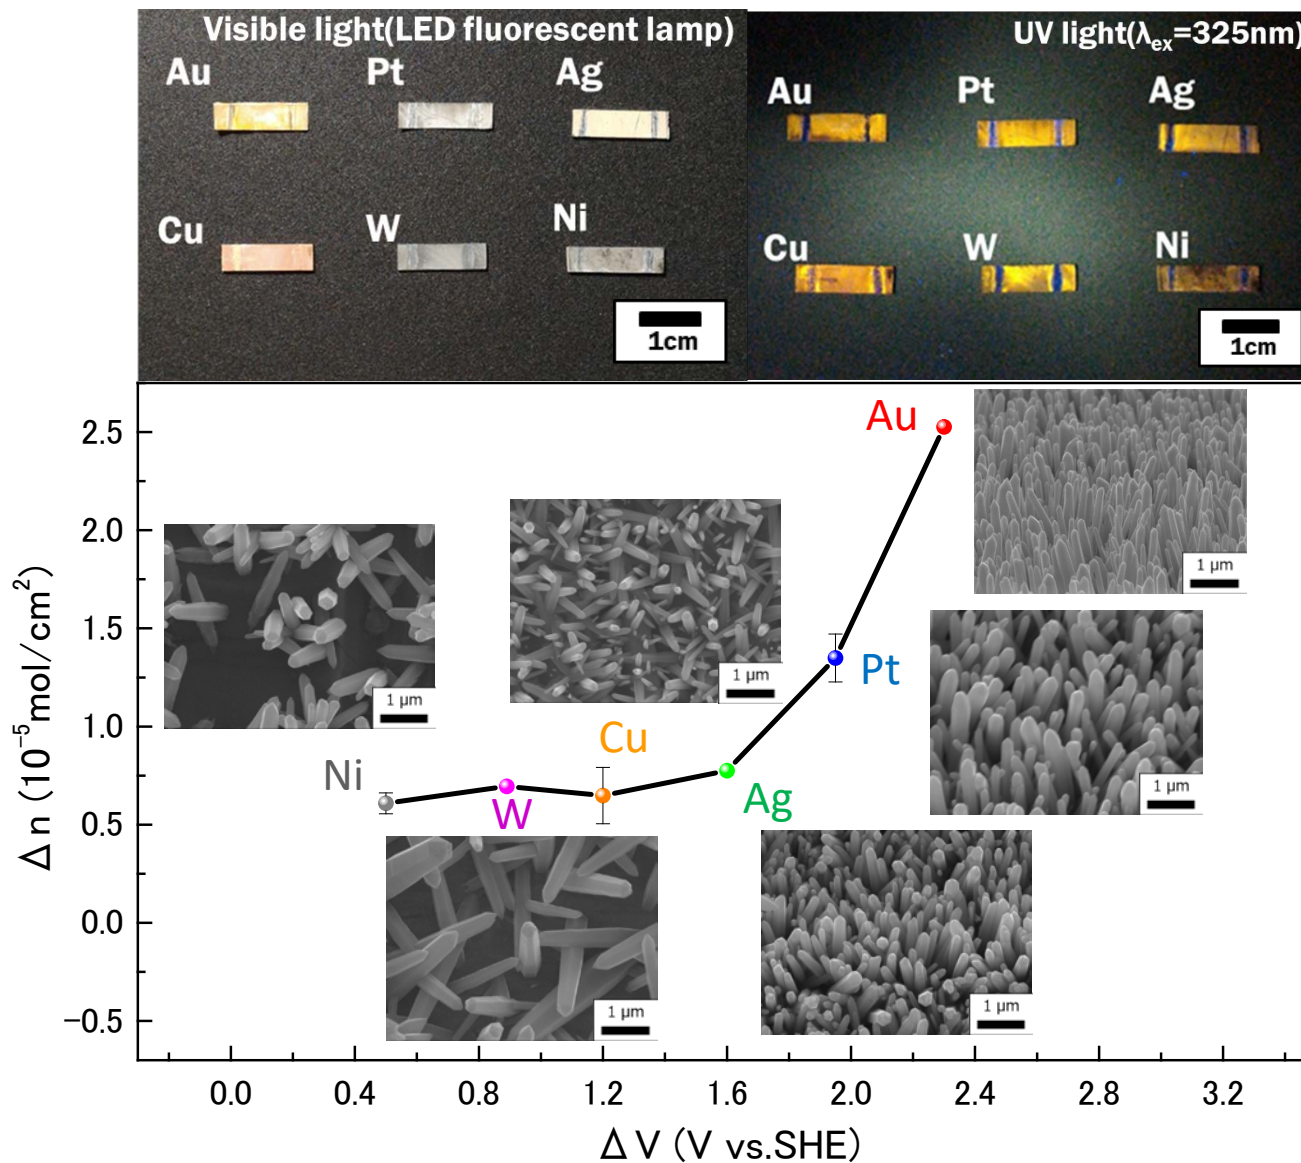 Visible light(LED fluorescent lamp)
Au Pt Ag
Cu W Ni
1cm
UV light(λex=325nm)
Au Pt Ag
Cu W Ni
1cm
2.5
2.0
1.5
1.0
0.5
0.0
−0.5
Δn (10⁻⁵mol/cm²)
Au
1 μm
1 μm
1 μm
1 μm
Pt
Cu
Ni
W
Ag
1 μm
1 μm
0.0 0.4 0.8 1.2 1.6 2.0 2.4 2.8 3.2
ΔV (V vs.SHE)